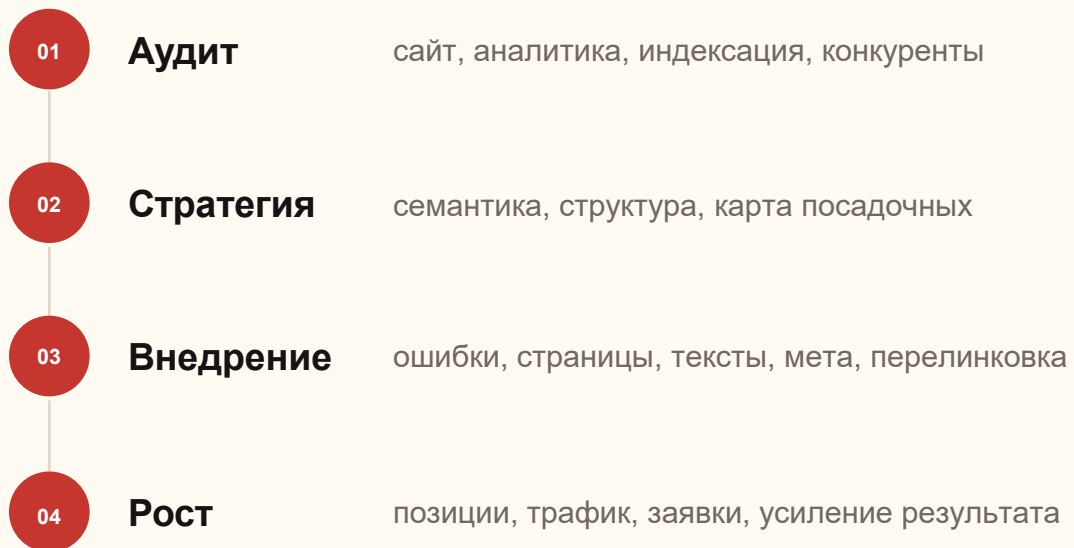 01 Аудит сайт, аналитика, индексация, конкуренты
02 Стратегия семантика, структура, карта посадочных
03 Внедрение ошибки, страницы, тексты, мета, перелинковка
04 Рост позиции, трафик, заявки, усиление результата